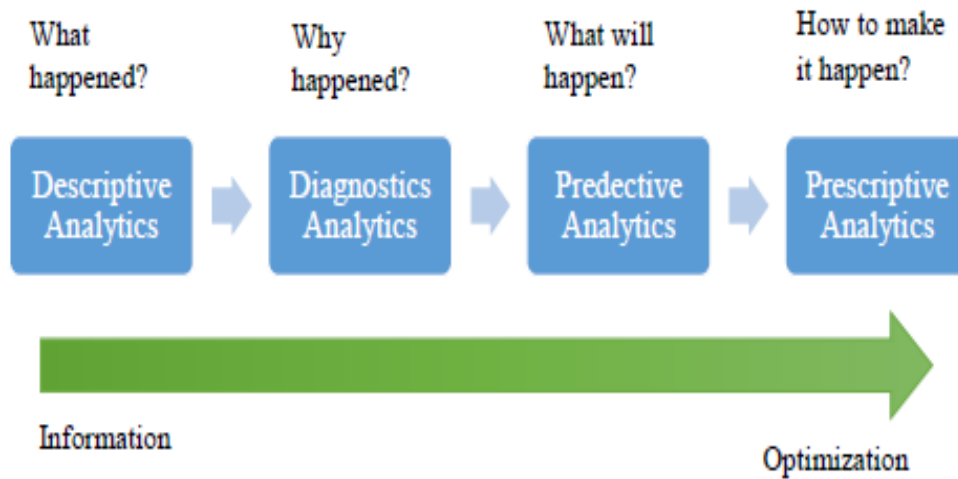 What
happened?
Why
happened?
What will
happen?
How to make
it happen?
Descriptive
Analytics
Diagnostics
Analytics
Predective
Analytics
Prescriptive
Analytics
Information
Optimization